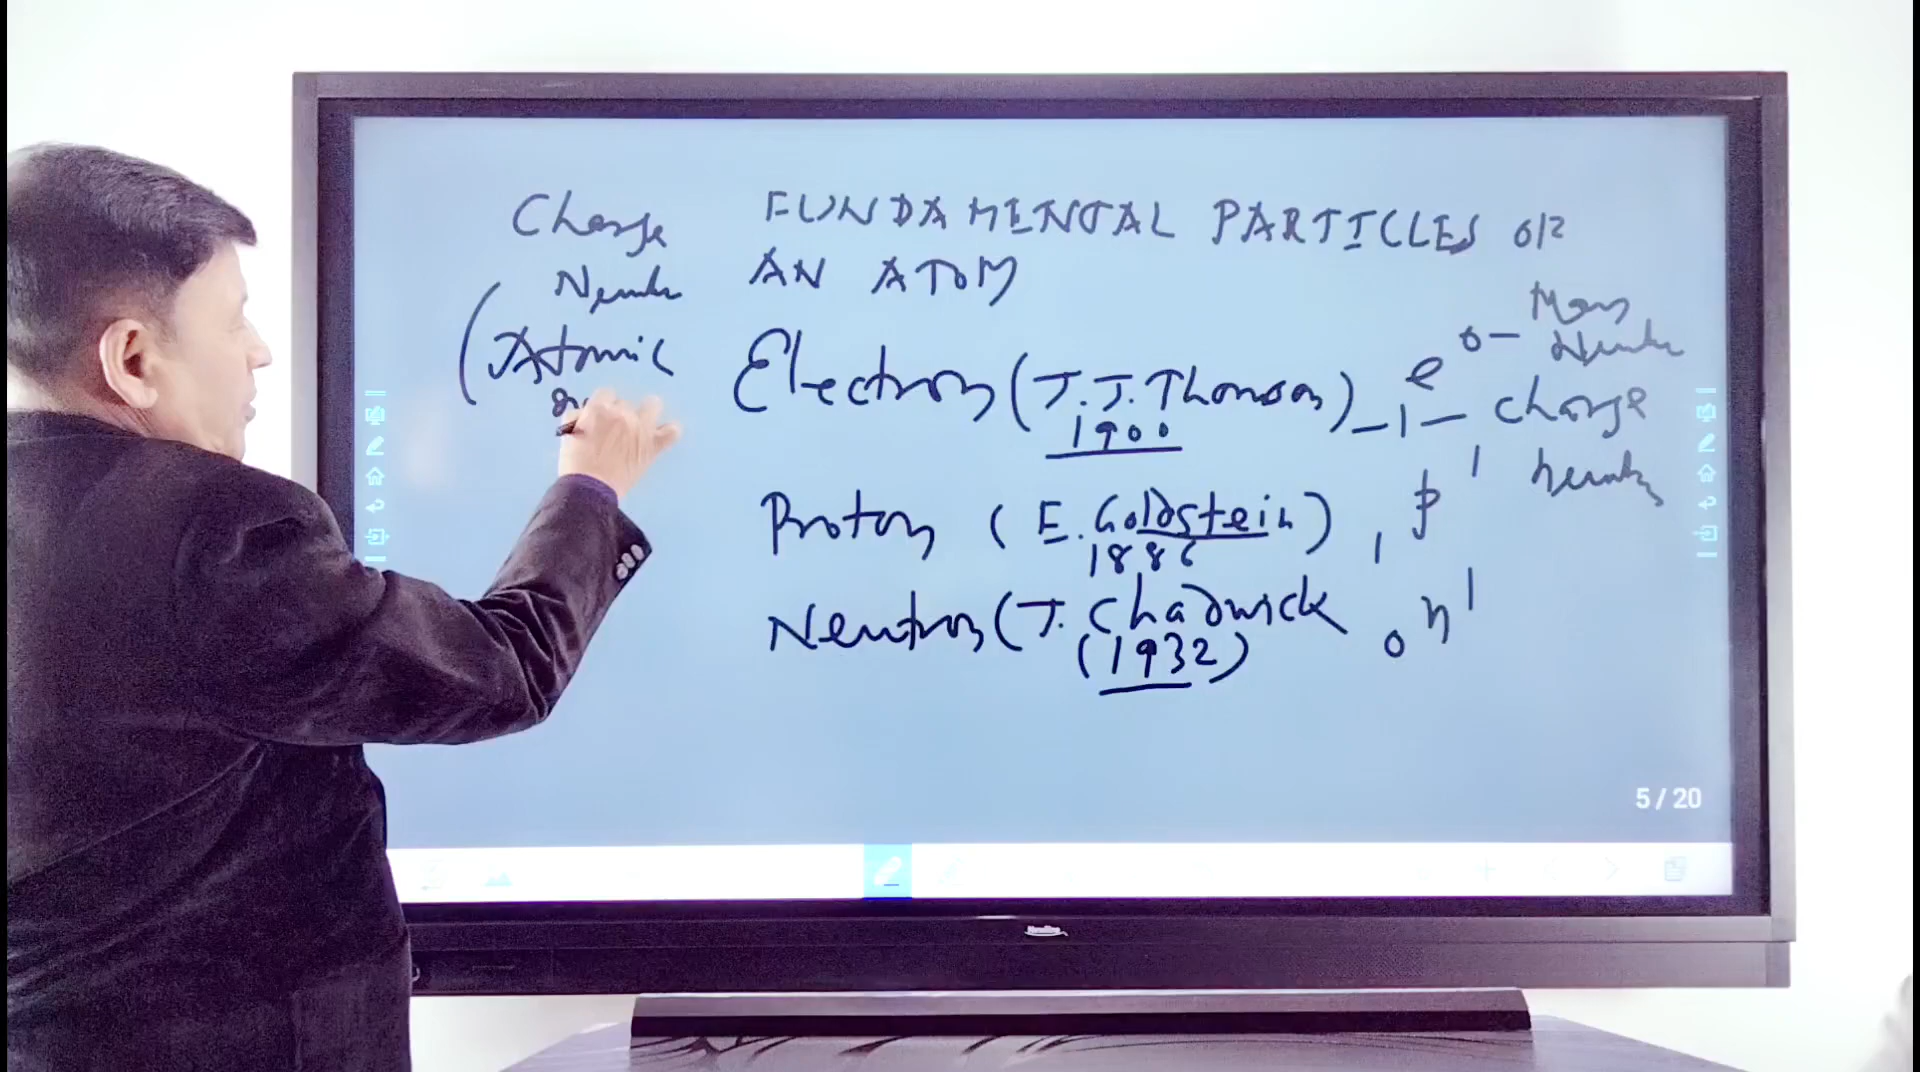 FUNDAMENTAL PARTICLES OF
AN ATOM
Charge
Number
(Atomic
Electron (J.J. Thomson) -1 e 0 - Mass Number
1900
- charge number
Proton (E. Goldstein) 1 p 1
1886
Neutron (J. Chadwick 0 n 1
(1932)
5 / 20